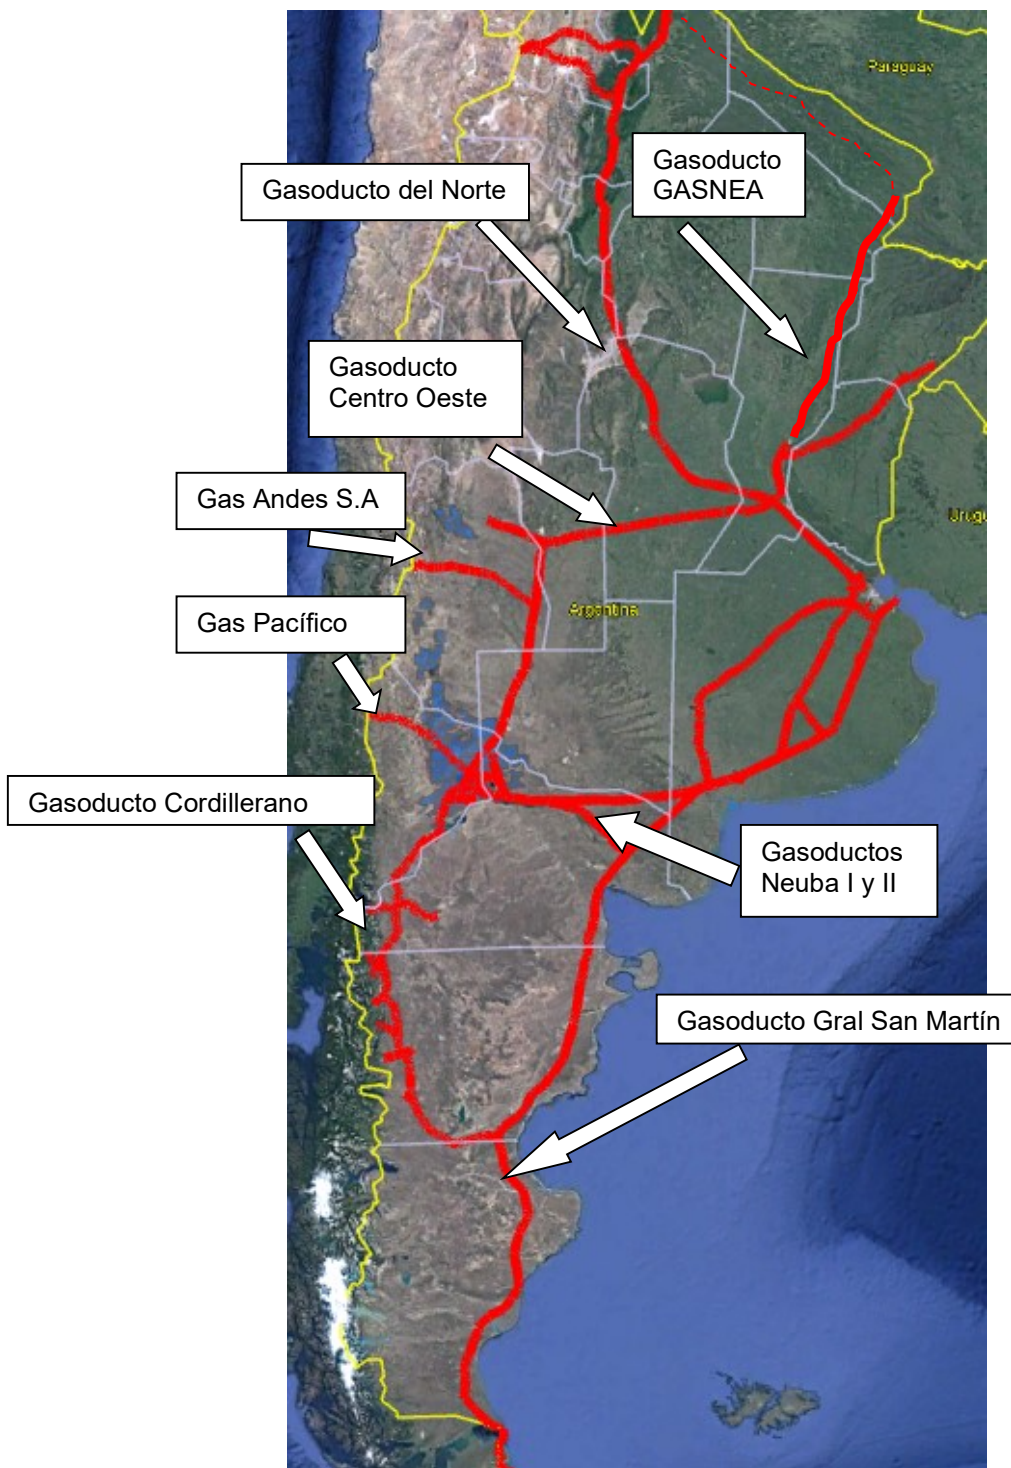 Paraguay
Gasoducto
GASNEA
Gasoducto del Norte
Gasoducto
Centro Oeste
Gas Andes S.A
Urugu
Argentina
Gas Pacífico
Gasoducto Cordillerano
Gasoductos
Neuba I y II
Gasoducto Gral San Martín